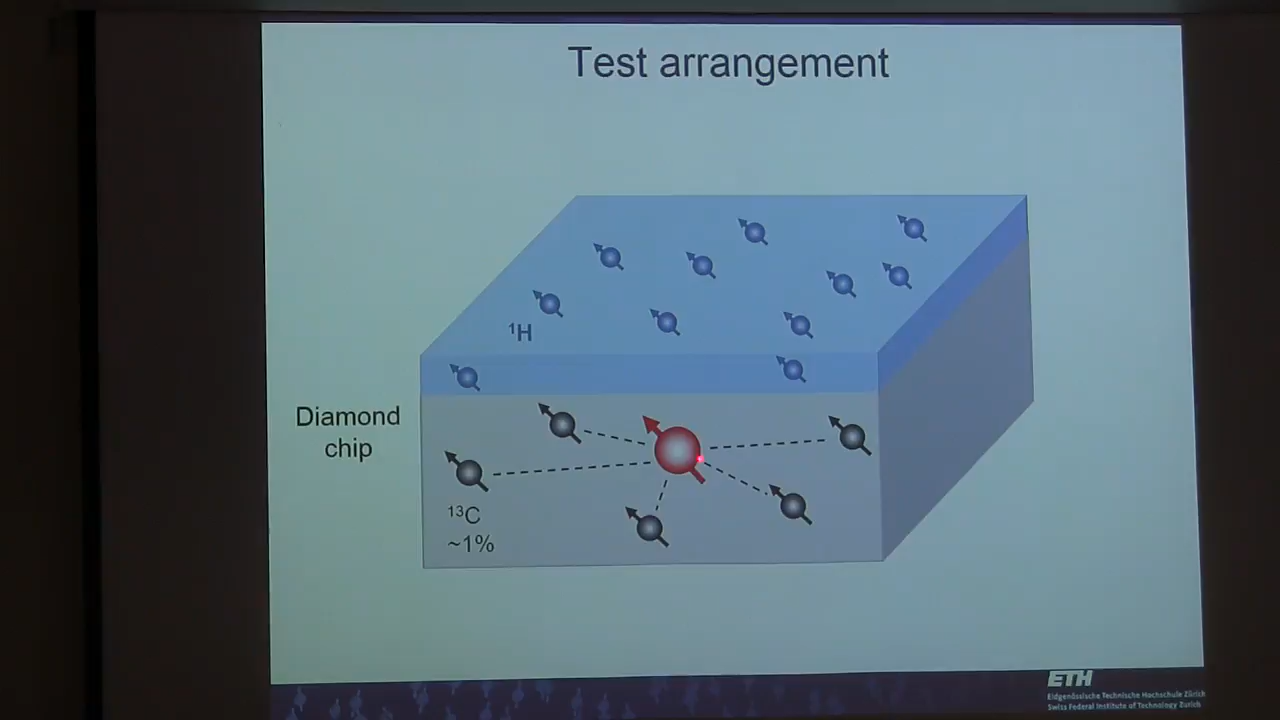 Test arrangement
¹H
Diamond
chip
¹³C
~1%
ETH
Eidgenössische Technische Hochschule Zürich
Swiss Federal Institute of Technology Zurich